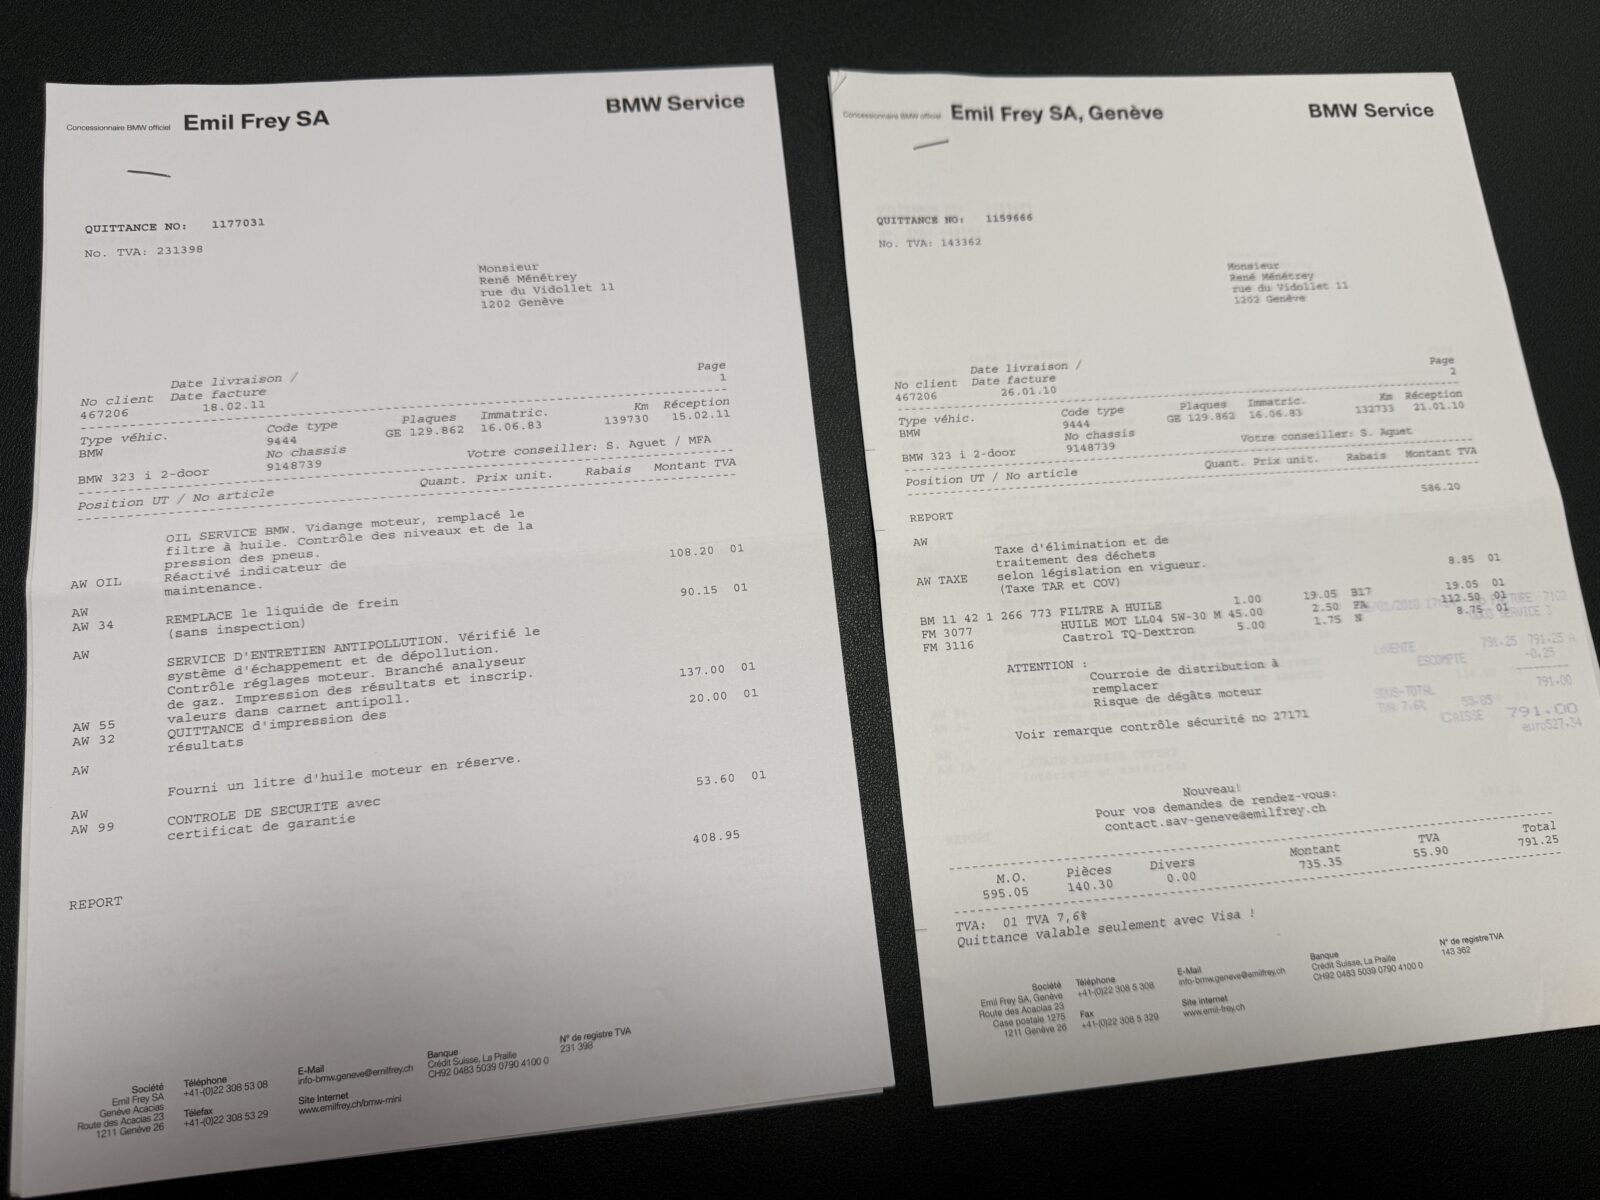 Concessionnaire BMW officiel Emil Frey SA BMW Service
QUITTANCE NO: 1177031
No. TVA: 231398
Monsieur
René Ménétrey
rue du Vidollet 11
1202 Genève
Page
1
Date livraison /
No client Date facture
467206 18.02.11
Type véhic. Code type Plaques Immatric. Km Réception
BMW 9444 GE 129.862 16.06.83 139730 15.02.11
No chassis
BMW 323 i 2-door 9148739 Votre conseiller: S. Aguet / MFA
Position UT / No article Quant. Prix unit. Rabais Montant TVA
OIL SERVICE BMW. Vidange moteur, remplacé le
filtre à huile. Contrôle des niveaux et de la
pression des pneus.
AW OIL Réactivé indicateur de 108.20 01
maintenance.
AW
AW 34 REMPLACE le liquide de frein 90.15 01
(sans inspection)
AW
SERVICE D'ENTRETIEN ANTIPOLLUTION. Vérifié le
système d'échappement et de dépollution.
Contrôle réglages moteur. Branché analyseur
de gaz. Impression des résultats et inscrip.
AW 55 valeurs dans carnet antipoll. 137.00 01
AW 32 QUITTANCE d'impression des 20.00 01
résultats
AW
Fourni un litre d'huile moteur en réserve.
AW
AW 99 CONTROLE DE SECURITE avec 53.60 01
certificat de garantie
408.95
REPORT
Société
Emil Frey SA
Genève Acacias
Route des Acacias 23
1211 Genève 26
Téléphone
+41-(0)22 308 53 08
Téléfax
+41-(0)22 308 53 29
E-Mail
info-bmw.geneve@emilfrey.ch
Site Internet
www.emilfrey.ch/bmw-mini
Banque
Crédit Suisse, La Praille
CH92 0483 5039 0790 4100 0
N° de registre TVA
231 398
Concessionnaire BMW officiel Emil Frey SA, Genève BMW Service
QUITTANCE NO: 1159666
No. TVA: 143362
Monsieur
René Ménétrey
rue du Vidollet 11
1202 Genève
Page
2
Date livraison /
No client Date facture
467206 26.01.10
Type véhic. Code type Plaques Immatric. Km Réception
BMW 9444 GE 129.862 16.06.83 132733 21.01.10
No chassis
BMW 323 i 2-door 9148739 Votre conseiller: S. Aguet
Position UT / No article Quant. Prix unit. Rabais Montant TVA
586.20
REPORT
AW
Taxe d'élimination et de
traitement des déchets
AW TAXE selon législation en vigueur. 8.85 01
(Taxe TAR et COV)
BM 11 42 1 266 773 FILTRE A HUILE 1.00 19.05 B17 19.05 01
FM 3077 HUILE MOT LL04 5W-30 M 45.00 2.50 FA 112.50 01
FM 3116 Castrol TQ-Dextron 5.00 1.75 N 8.75 01
ATTENTION :
Courroie de distribution à
remplacer
Risque de dégâts moteur
Voir remarque contrôle sécurité no 27171
VENTE 791.25 791.25 A
ESCOMPTE -0.25
791.00
SOUS-TOTAL
TVA 7.6% 55.85
CAISSE 791.00
euro527.34
Nouveau!
Pour vos demandes de rendez-vous:
contact.sav-geneve@emilfrey.ch
M.O. Pièces Divers Montant TVA Total
595.05 140.30 0.00 735.35 55.90 791.25
TVA: 01 TVA 7,6%
Quittance valable seulement avec Visa !
Société
Emil Frey SA, Genève
Route des Acacias 23
Case postale 1275
1211 Genève 26
Téléphone
+41-(0)22 308 5 308
Fax
+41-(0)22 308 5 329
E-Mail
info-bmw.geneve@emilfrey.ch
Site Internet
www.emil-frey.ch
Banque
Crédit Suisse, La Praille
CH92 0483 5039 0790 4100 0
N° de registre TVA
143 362